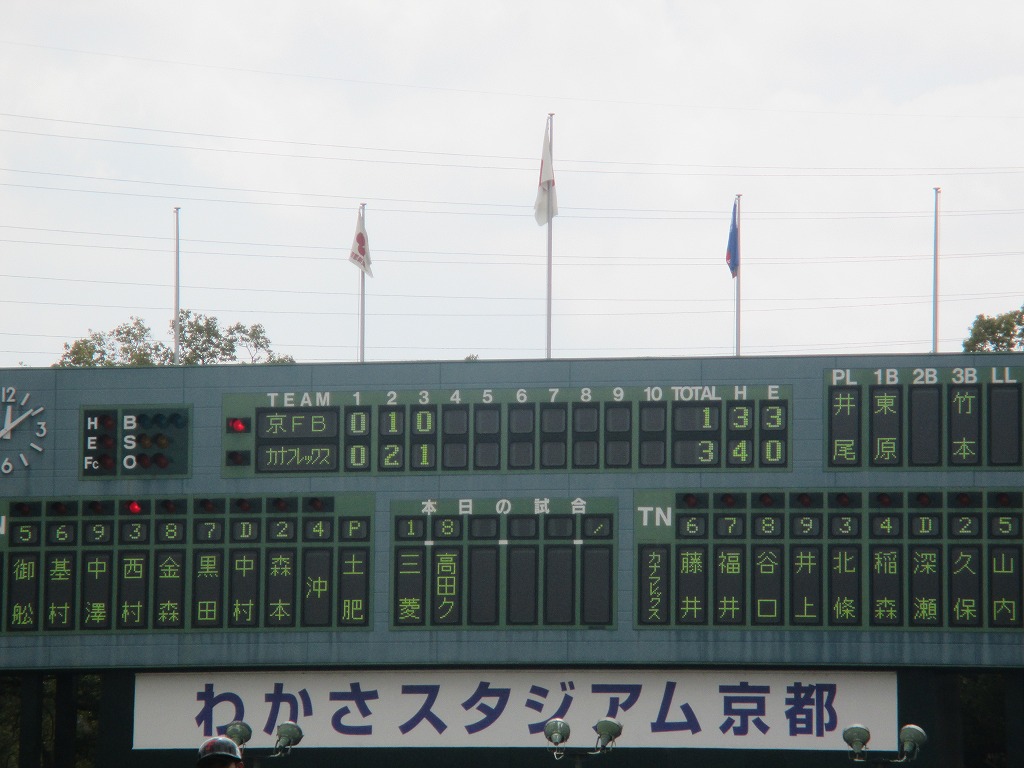 12
3
6
H B
E S
Fc O
TEAM 1 2 3 4 5 6 7 8 9 10 TOTAL H E
京FB 0 1 0 1 3 3
カナフレックス 0 2 1 3 4 0
PL 1B 2B 3B LL
井尾 東原 竹本
N
5 6 9 3 8 7 D 2 4 P
御舩 基村 中澤 西村 金森 黒田 中村 森本 沖 土肥
本日の試合
1 8 /
三菱 高田ク
TN 6 7 8 9 3 4 D 2 5
カナフレックス 藤井 福井 谷口 井上 北條 稲森 深瀬 久保 山内
わかさスタジアム京都